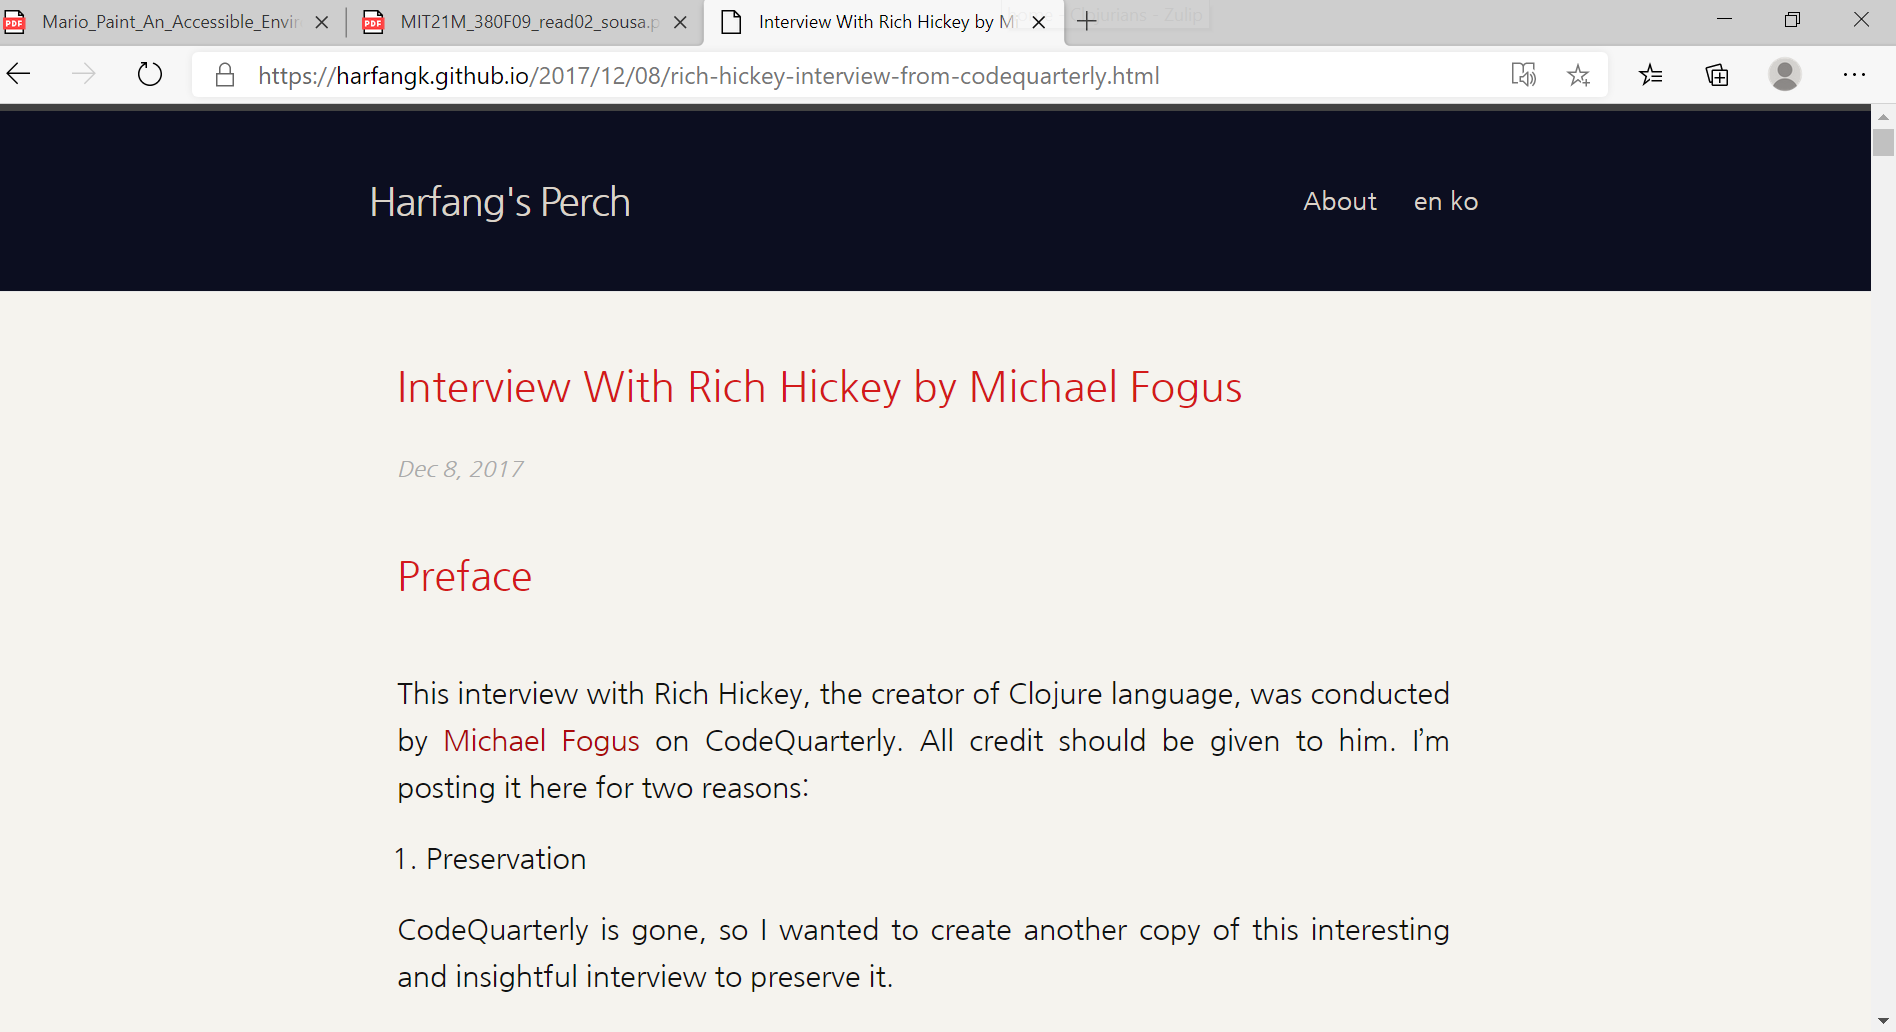 Mario_Paint_An_Accessible_Envir
MIT21M_380F09_read02_sousa.p
Interview With Rich Hickey by Mi
https://harfangk.github.io/2017/12/08/rich-hickey-interview-from-codequarterly.html
Harfang's Perch
About en ko
Interview With Rich Hickey by Michael Fogus
Dec 8, 2017
Preface
This interview with Rich Hickey, the creator of Clojure language, was conducted
by Michael Fogus on CodeQuarterly. All credit should be given to him. I’m
posting it here for two reasons:
1. Preservation
CodeQuarterly is gone, so I wanted to create another copy of this interesting
and insightful interview to preserve it.